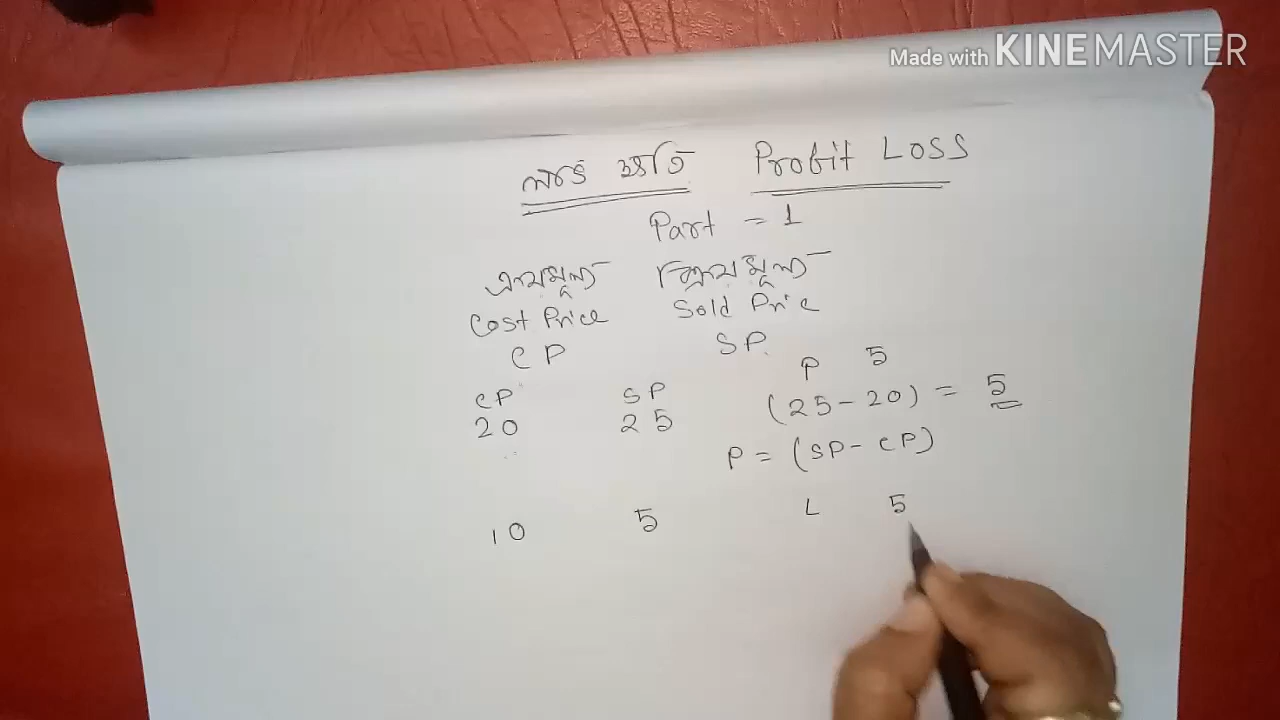 Made with KINEMASTER
লাভ ক্ষতি Profit Loss
Part = 1
ক্রয়মূল্য বিক্রয়মূল্য
Cost Price Sold Price
CP SP
P 5
CP SP
20 25 (25-20) = 5
P = (SP-CP)
10 5 L 5